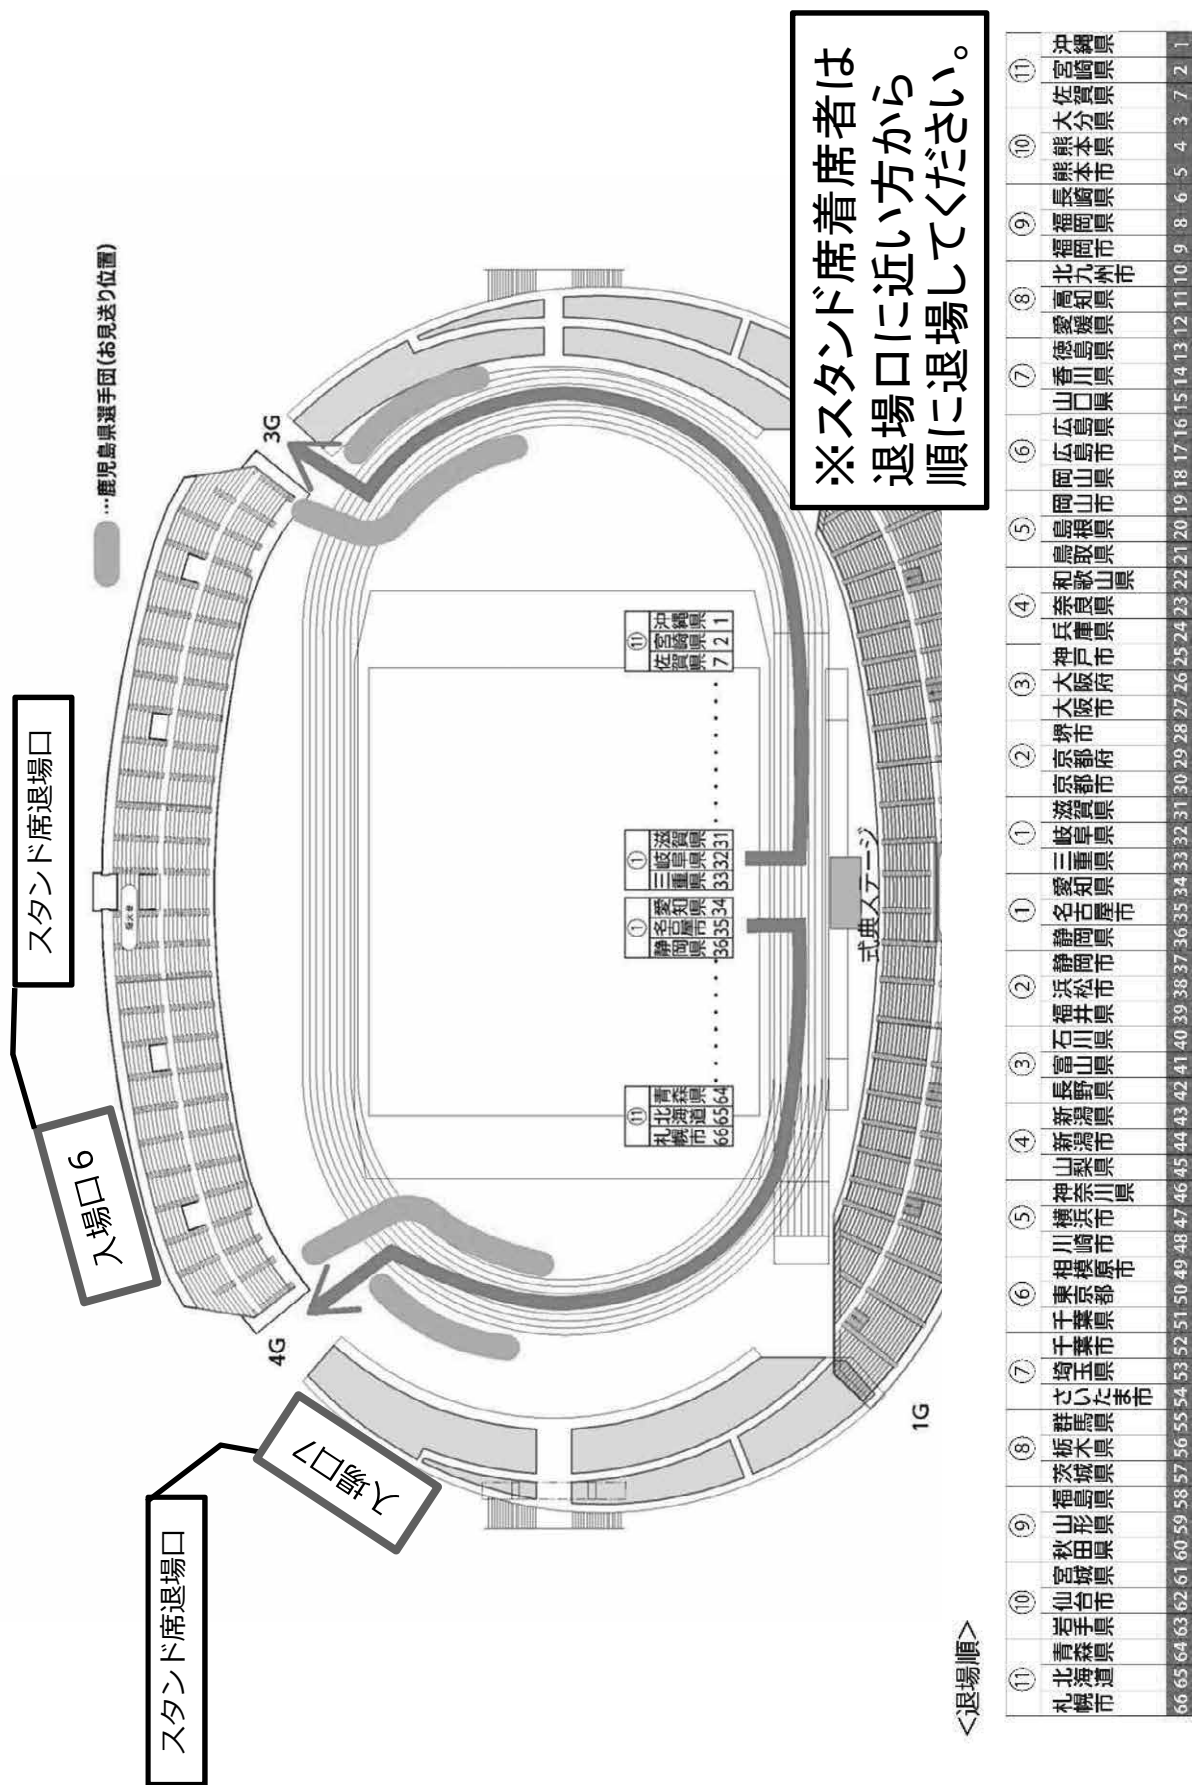 …鹿児島県選手団(お見送り位置)
スタンド席退場口
スタンド席退場口
入場口6
入場口7
4G
3G
1G
⑪ ① ① ⑪
札幌市 北海道 青森県 静岡県 名古屋市 愛知県 三重県 岐阜県 滋賀県 佐賀県 宮崎県 沖縄県
66 65 64 ・・・・・・・ 36 35 34 33 32 31 ・・・・・・・ 7 2 1
式典ステージ
※スタンド席着席者は
退場口に近い方から
順に退場してください。
<退場順>
⑪ ⑩ ⑨ ⑧ ⑦ ⑥ ⑤ ④ ③ ② ① ① ② ③ ④ ⑤ ⑥ ⑦ ⑧ ⑨ ⑩ ⑪
札幌市 北海道 青森県 岩手県 仙台市 宮城県 秋田県 山形県 福島県 茨城県 栃木県 群馬県 さいたま市 埼玉県 千葉市 千葉県 東京都 相模原市 川崎市 横浜市 神奈川県 山梨県 新潟市 新潟県 長野県 富山県 石川県 福井県 浜松市 静岡市 静岡県 名古屋市 愛知県 三重県 岐阜県 滋賀県 京都市 京都府 堺市 大阪市 大阪府 神戸市 兵庫県 奈良県 和歌山県 鳥取県 島根県 岡山市 岡山県 広島市 広島県 山口県 香川県 徳島県 愛媛県 高知県 北九州市 福岡市 福岡県 長崎県 熊本市 熊本県 大分県 佐賀県 宮崎県 沖縄県
66 65 64 63 62 61 60 59 58 57 56 55 54 53 52 51 50 49 48 47 46 45 44 43 42 41 40 39 38 37 36 35 34 33 32 31 30 29 28 27 26 25 24 23 22 21 20 19 18 17 16 15 14 13 12 11 10 9 8 6 5 4 3 7 2 1